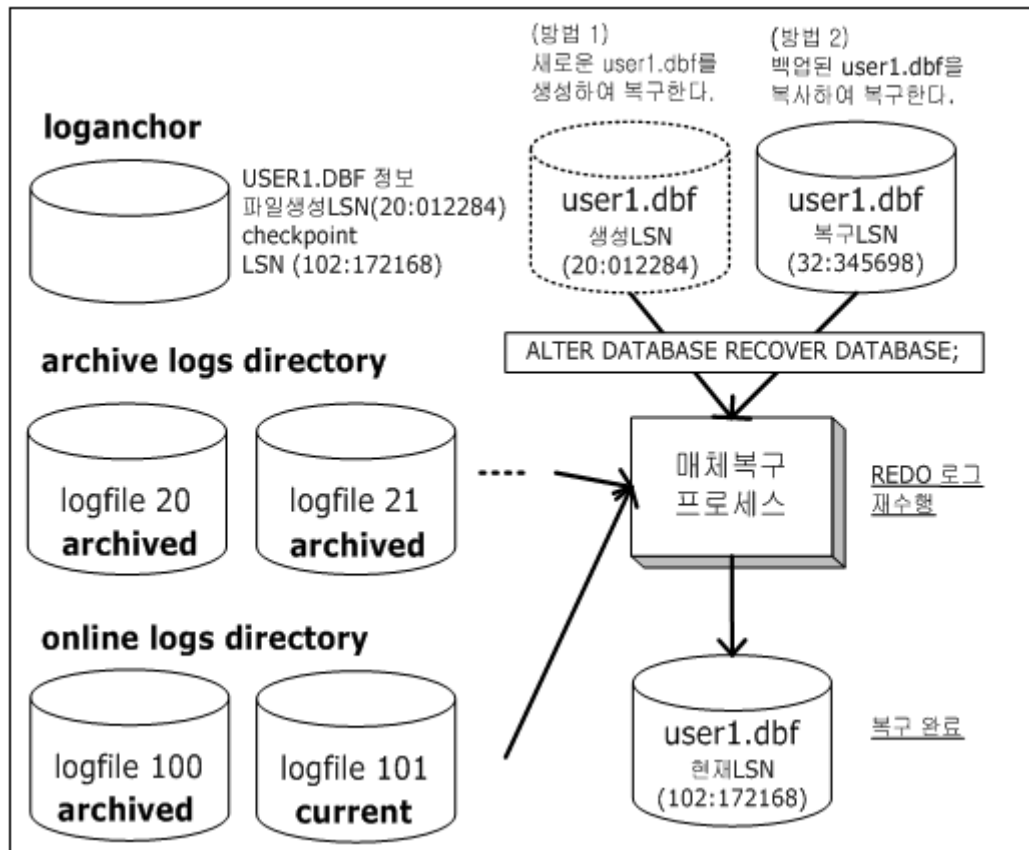 (방법 1)
새로운 user1.dbf를
생성하여 복구한다.
(방법 2)
백업된 user1.dbf을
복사하여 복구한다.
loganchor
USER1.DBF 정보
파일생성LSN(20:012284)
checkpoint
LSN (102:172168)
user1.dbf
생성LSN
(20:012284)
user1.dbf
복구LSN
(32:345698)
ALTER DATABASE RECOVER DATABASE;
archive logs directory
logfile 20
archived
logfile 21
archived
매체복구
프로세스
REDO 로그
재수행
online logs directory
logfile 100
archived
logfile 101
current
user1.dbf
현재LSN
(102:172168)
복구 완료